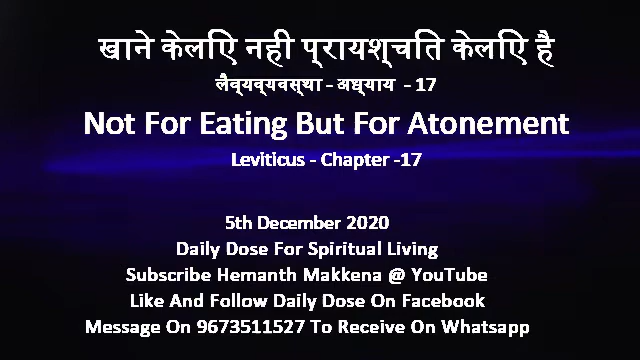 खाने केलिए नही प्रायश्चित केलिए है
लैव्यव्यवस्था - अध्याय - 17
Not For Eating But For Atonement
Leviticus - Chapter -17
5th December 2020
Daily Dose For Spiritual Living
Subscribe Hemanth Makkena @ YouTube
Like And Follow Daily Dose On Facebook
Message On 9673511527 To Receive On Whatsapp